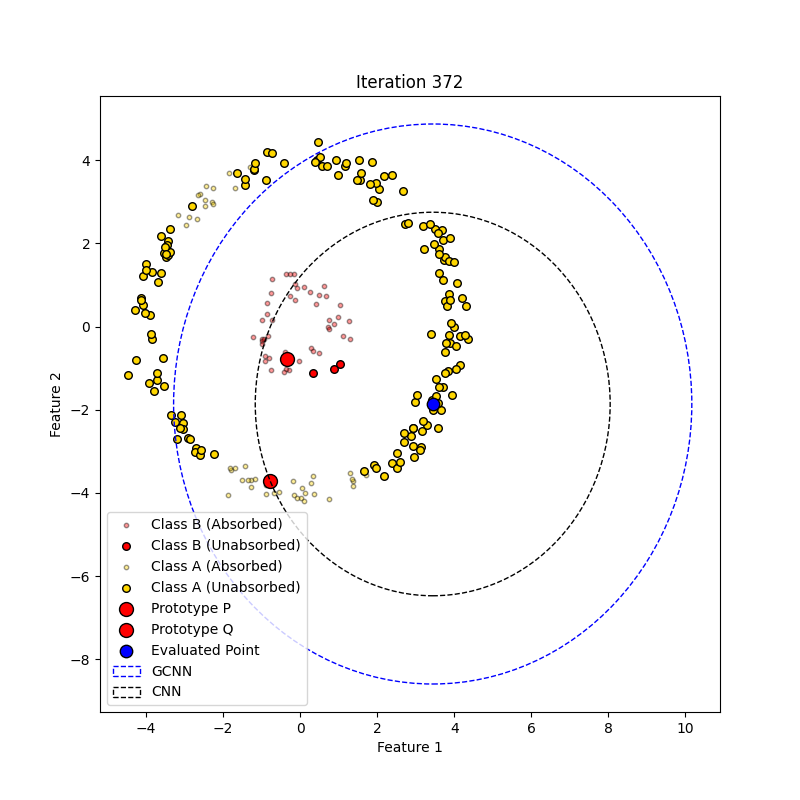 Iteration 372
Feature 2
4
2
0
−2
−4
−6
−8
Class B (Absorbed)
Class B (Unabsorbed)
Class A (Absorbed)
Class A (Unabsorbed)
Prototype P
Prototype Q
Evaluated Point
GCNN
CNN
−4 −2 0 2 4 6 8 10
Feature 1